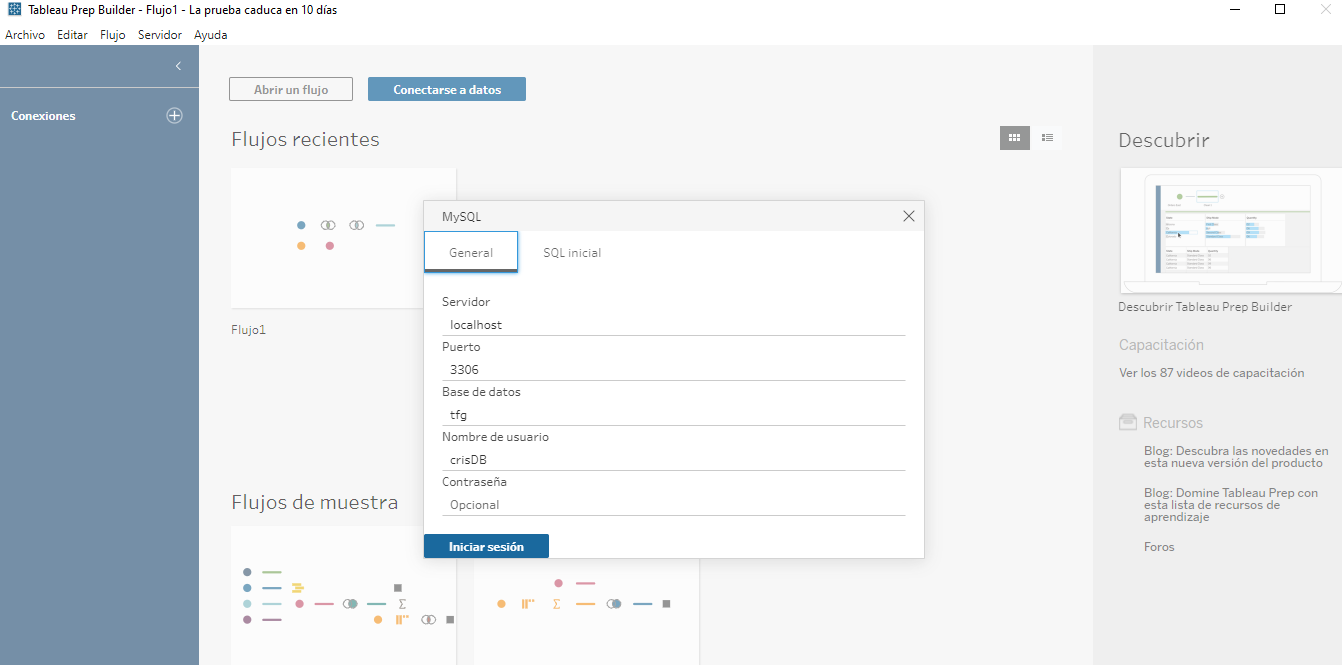 Tableau Prep Builder - Flujo1 - La prueba caduca en 10 días
Archivo Editar Flujo Servidor Ayuda
Conexiones
Abrir un flujo
Conectarse a datos
Flujos recientes
Flujo1
MySQL
General
SQL inicial
Servidor
localhost
Puerto
3306
Base de datos
tfg
Nombre de usuario
crisDB
Contraseña
Opcional
Iniciar sesión
Flujos de muestra
Descubrir
Descubrir Tableau Prep Builder
Capacitación
Ver los 87 videos de capacitación
Recursos
Blog: Descubra las novedades en
esta nueva versión del producto
Blog: Domine Tableau Prep con
esta lista de recursos de
aprendizaje
Foros